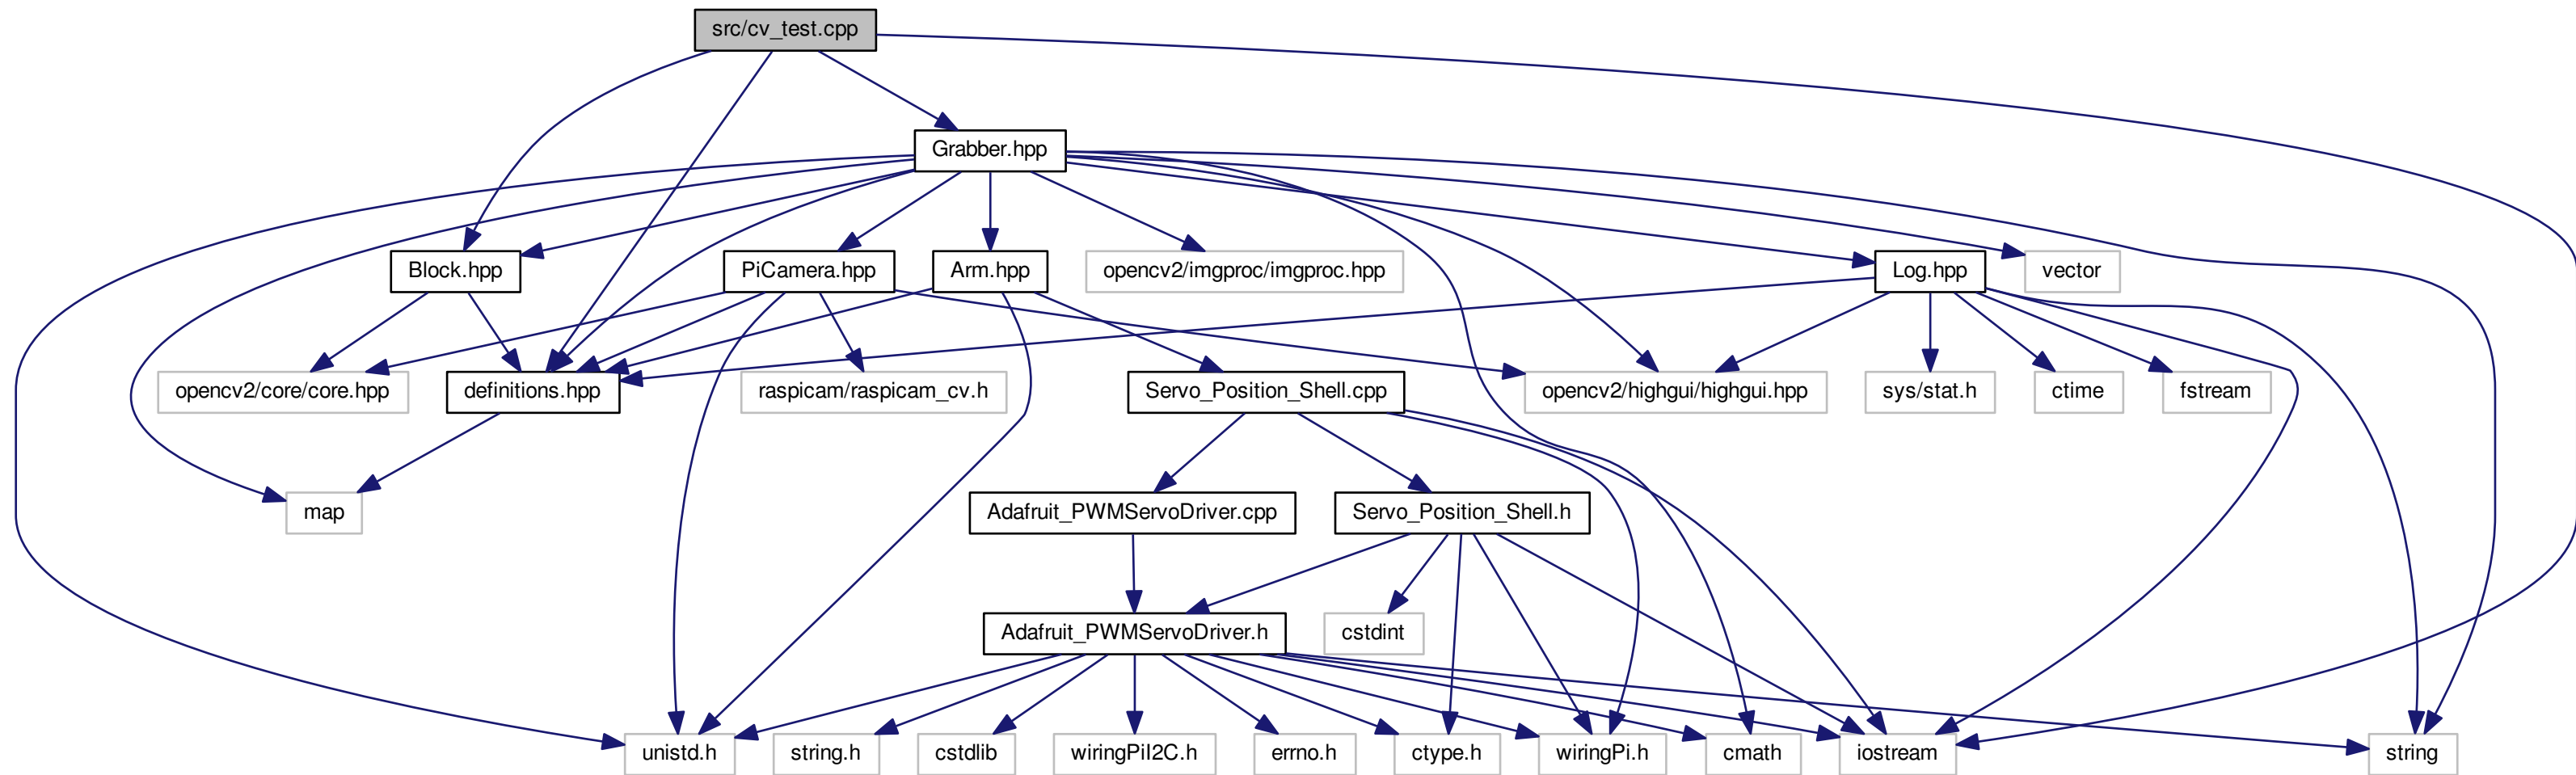 src/cv_test.cpp
Grabber.hpp
Block.hpp
PiCamera.hpp
Arm.hpp
opencv2/imgproc/imgproc.hpp
Log.hpp
vector
opencv2/core/core.hpp
definitions.hpp
raspicam/raspicam_cv.h
Servo_Position_Shell.cpp
opencv2/highgui/highgui.hpp
sys/stat.h
ctime
fstream
map
Adafruit_PWMServoDriver.cpp
Servo_Position_Shell.h
Adafruit_PWMServoDriver.h
cstdint
unistd.h
string.h
cstdlib
wiringPiI2C.h
errno.h
ctype.h
wiringPi.h
cmath
iostream
string